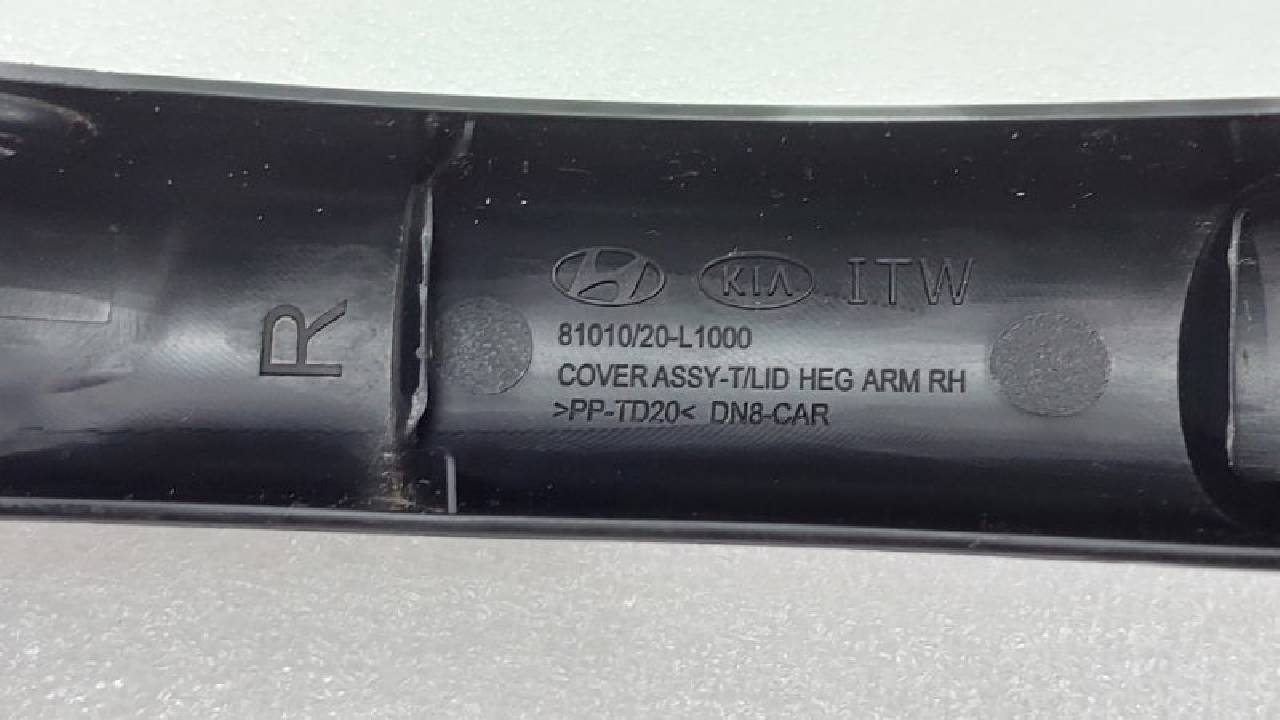 R
KIA ITW
81010/20-L1000
COVER ASSY-T/LID HEG ARM RH
>PP-TD20< DN8-CAR